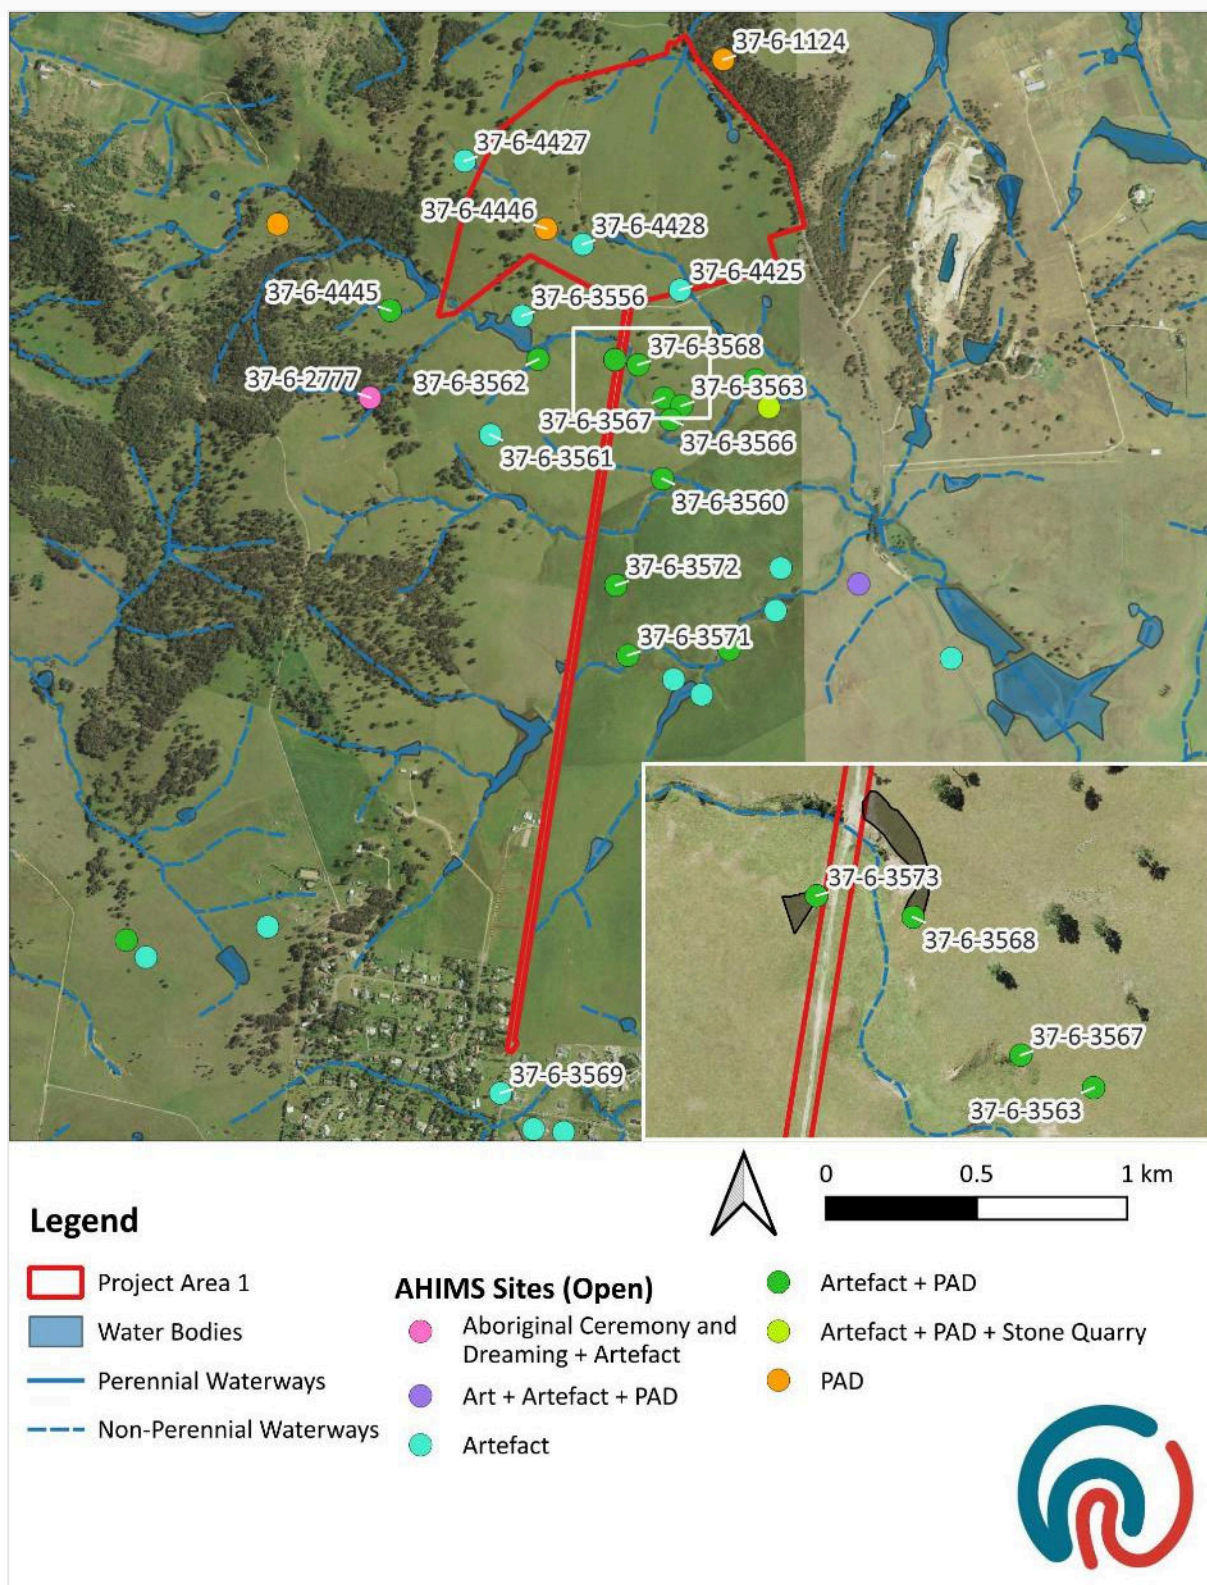 37-6-1124
37-6-4427
37-6-4446
37-6-4428
37-6-4425
37-6-4445
37-6-3556
37-6-3568
37-6-2777
37-6-3562
37-6-3563
37-6-3567
37-6-3566
37-6-3561
37-6-3560
37-6-3572
37-6-3571
37-6-3573
37-6-3568
37-6-3567
37-6-3563
37-6-3569
0 0.5 1 km
Legend
Project Area 1
Water Bodies
Perennial Waterways
Non-Perennial Waterways
AHIMS Sites (Open)
Aboriginal Ceremony and
Dreaming + Artefact
Art + Artefact + PAD
Artefact
Artefact + PAD
Artefact + PAD + Stone Quarry
PAD